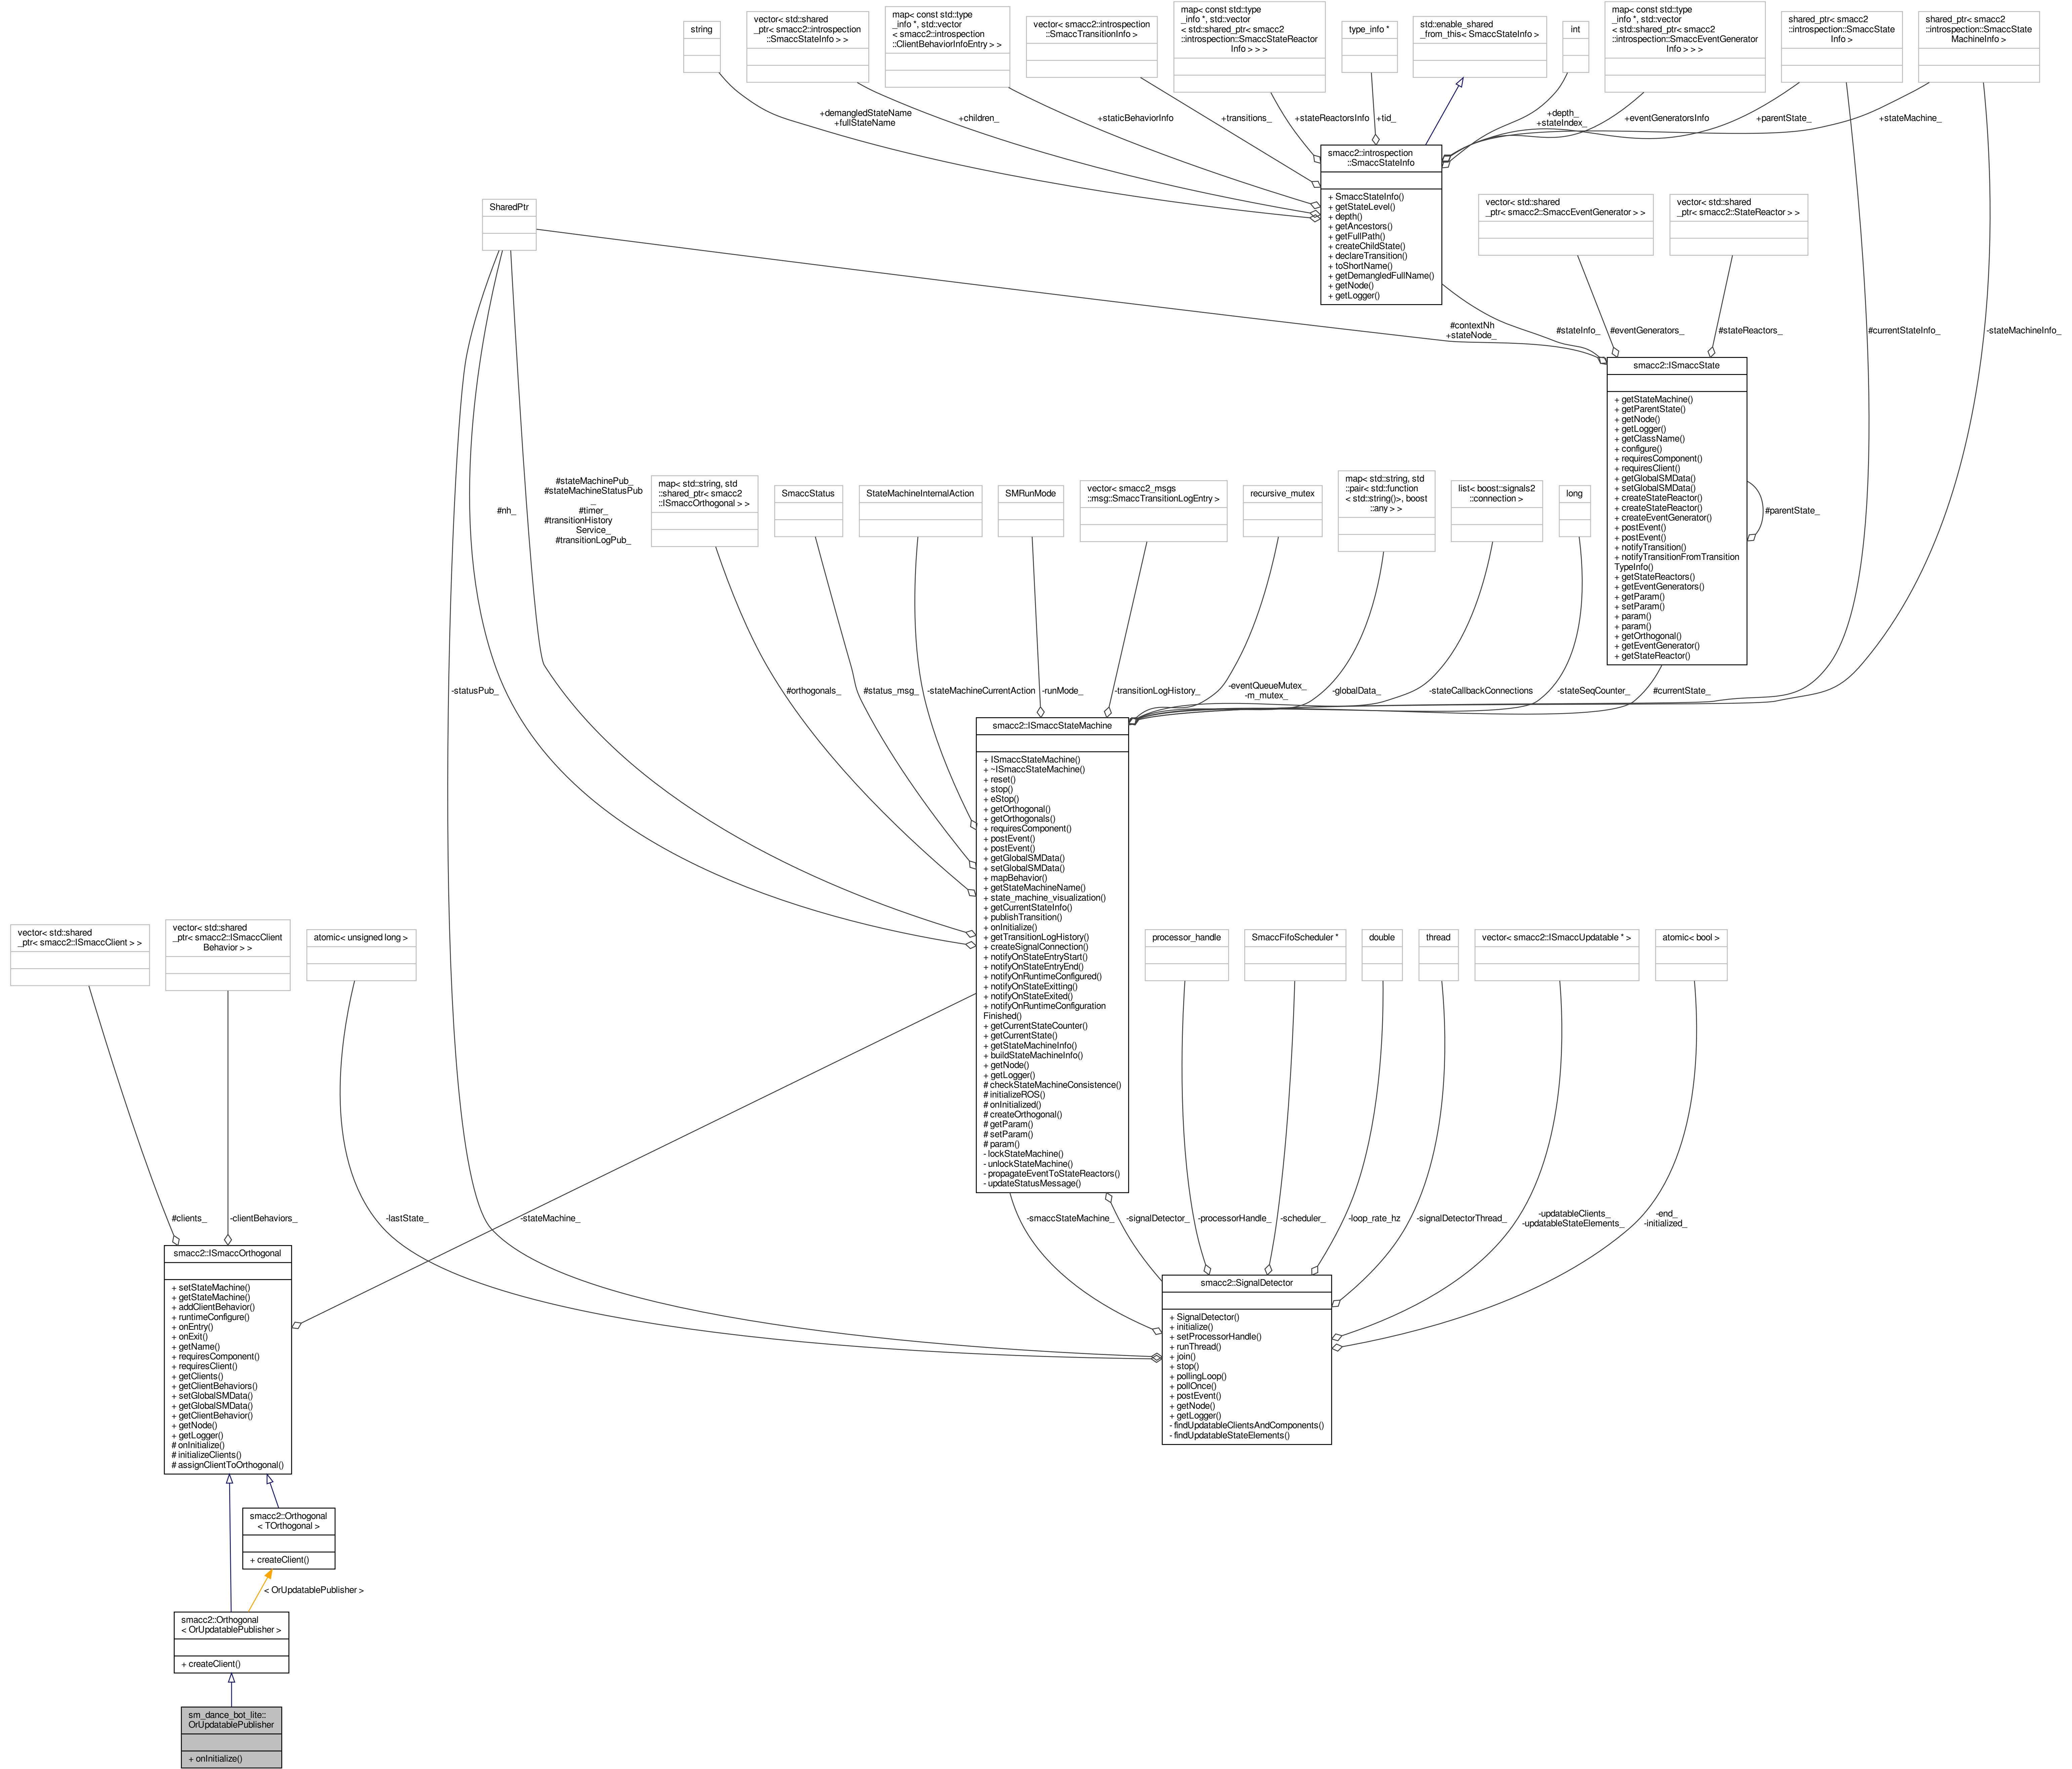 string
vector< std::shared
_ptr< smacc2::introspection
::SmaccStateInfo > >
map< const std::type
_info *, std::vector
< smacc2::introspection
::ClientBehaviorInfoEntry > >
vector< smacc2::introspection
::SmaccTransitionInfo >
map< const std::type
_info *, std::vector
< std::shared_ptr< smacc2
::introspection::SmaccStateReactor
Info > > >
type_info *
std::enable_shared
_from_this< SmaccStateInfo >
int
map< const std::type
_info *, std::vector
< std::shared_ptr< smacc2
::introspection::SmaccEventGenerator
Info > > >
shared_ptr< smacc2
::introspection::SmaccState
Info >
shared_ptr< smacc2
::introspection::SmaccState
MachineInfo >
+demangledStateName
+fullStateName
+children_
+staticBehaviorInfo
+transitions_
+stateReactorsInfo
+tid_
+depth_
+stateIndex_
+eventGeneratorsInfo
+parentState_
+stateMachine_
smacc2::introspection
::SmaccStateInfo
+ SmaccStateInfo()
+ getStateLevel()
+ depth()
+ getAncestors()
+ getFullPath()
+ createChildState()
+ declareTransition()
+ toShortName()
+ getDemangledFullName()
+ getNode()
+ getLogger()
SharedPtr
vector< std::shared
_ptr< smacc2::SmaccEventGenerator > >
vector< std::shared
_ptr< smacc2::StateReactor > >
#contextNh
+stateNode_
#stateInfo_
#eventGenerators_
#stateReactors_
#currentStateInfo_
-stateMachineInfo_
smacc2::ISmaccState
+ getStateMachine()
+ getParentState()
+ getNode()
+ getLogger()
+ getClassName()
+ configure()
+ requiresComponent()
+ requiresClient()
+ getGlobalSMData()
+ setGlobalSMData()
+ createStateReactor()
+ createStateReactor()
+ createEventGenerator()
+ postEvent()
+ postEvent()
+ notifyTransition()
+ notifyTransitionFromTransition
TypeInfo()
+ getStateReactors()
+ getEventGenerators()
+ getParam()
+ setParam()
+ param()
+ param()
+ getOrthogonal()
+ getEventGenerator()
+ getStateReactor()
#parentState_
#nh_
#stateMachinePub_
#stateMachineStatusPub
_
#timer_
#transitionHistory
Service_
#transitionLogPub_
map< std::string, std
::shared_ptr< smacc2
::ISmaccOrthogonal > >
SmaccStatus
StateMachineInternalAction
SMRunMode
vector< smacc2_msgs
::msg::SmaccTransitionLogEntry >
recursive_mutex
map< std::string, std
::pair< std::function
< std::string()>, boost
::any > >
list< boost::signals2
::connection >
long
-statusPub_
#orthogonals_
#status_msg_
-stateMachineCurrentAction
-runMode_
-transitionLogHistory_
-eventQueueMutex_
-m_mutex_
-globalData_
-stateCallbackConnections
-stateSeqCounter_
#currentState_
smacc2::ISmaccStateMachine
+ ISmaccStateMachine()
+ ~ISmaccStateMachine()
+ reset()
+ stop()
+ eStop()
+ getOrthogonal()
+ getOrthogonals()
+ requiresComponent()
+ postEvent()
+ postEvent()
+ getGlobalSMData()
+ setGlobalSMData()
+ mapBehavior()
+ getStateMachineName()
+ state_machine_visualization()
+ getCurrentStateInfo()
+ publishTransition()
+ onInitialize()
+ getTransitionLogHistory()
+ createSignalConnection()
+ notifyOnStateEntryStart()
+ notifyOnStateEntryEnd()
+ notifyOnRuntimeConfigured()
+ notifyOnStateExitting()
+ notifyOnStateExited()
+ notifyOnRuntimeConfiguration
Finished()
+ getCurrentStateCounter()
+ getCurrentState()
+ getStateMachineInfo()
+ buildStateMachineInfo()
+ getNode()
+ getLogger()
# checkStateMachineConsistence()
# initializeROS()
# onInitialized()
# createOrthogonal()
# getParam()
# setParam()
# param()
- lockStateMachine()
- unlockStateMachine()
- propagateEventToStateReactors()
- updateStatusMessage()
vector< std::shared
_ptr< smacc2::ISmaccClient > >
vector< std::shared
_ptr< smacc2::ISmaccClient
Behavior > >
atomic< unsigned long >
processor_handle
SmaccFifoScheduler *
double
thread
vector< smacc2::ISmaccUpdatable * >
atomic< bool >
#clients_
-clientBehaviors_
-lastState_
-stateMachine_
-smaccStateMachine_
-signalDetector_
-processorHandle_
-scheduler_
-loop_rate_hz
-signalDetectorThread_
-updatableClients_
-updatableStateElements_
-end_
-initialized_
smacc2::ISmaccOrthogonal
+ setStateMachine()
+ getStateMachine()
+ addClientBehavior()
+ runtimeConfigure()
+ onEntry()
+ onExit()
+ getName()
+ requiresComponent()
+ requiresClient()
+ getClients()
+ getClientBehaviors()
+ setGlobalSMData()
+ getGlobalSMData()
+ getClientBehavior()
+ getNode()
+ getLogger()
# onInitialize()
# initializeClients()
# assignClientToOrthogonal()
smacc2::SignalDetector
+ SignalDetector()
+ initialize()
+ setProcessorHandle()
+ runThread()
+ join()
+ stop()
+ pollingLoop()
+ pollOnce()
+ postEvent()
+ getNode()
+ getLogger()
- findUpdatableClientsAndComponents()
- findUpdatableStateElements()
smacc2::Orthogonal
< TOrthogonal >
+ createClient()
< OrUpdatablePublisher >
smacc2::Orthogonal
< OrUpdatablePublisher >
+ createClient()
sm_dance_bot_lite::
OrUpdatablePublisher
+ onInitialize()